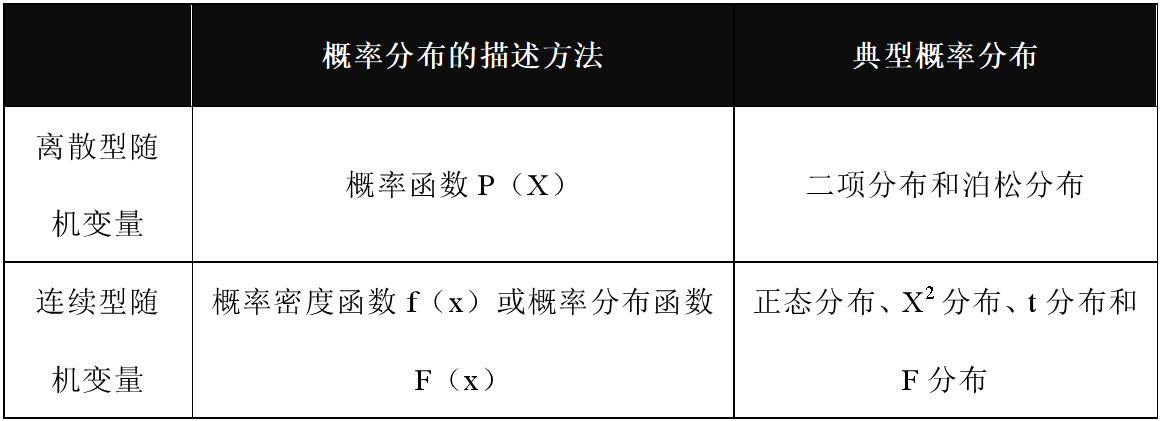 概率分布的描述方法
典型概率分布
离散型随
机变量
概率函数 P（X）
二项分布和泊松分布
连续型随
机变量
概率密度函数 f（x）或概率分布函数
F（x）
正态分布、X²分布、t 分布和
F 分布